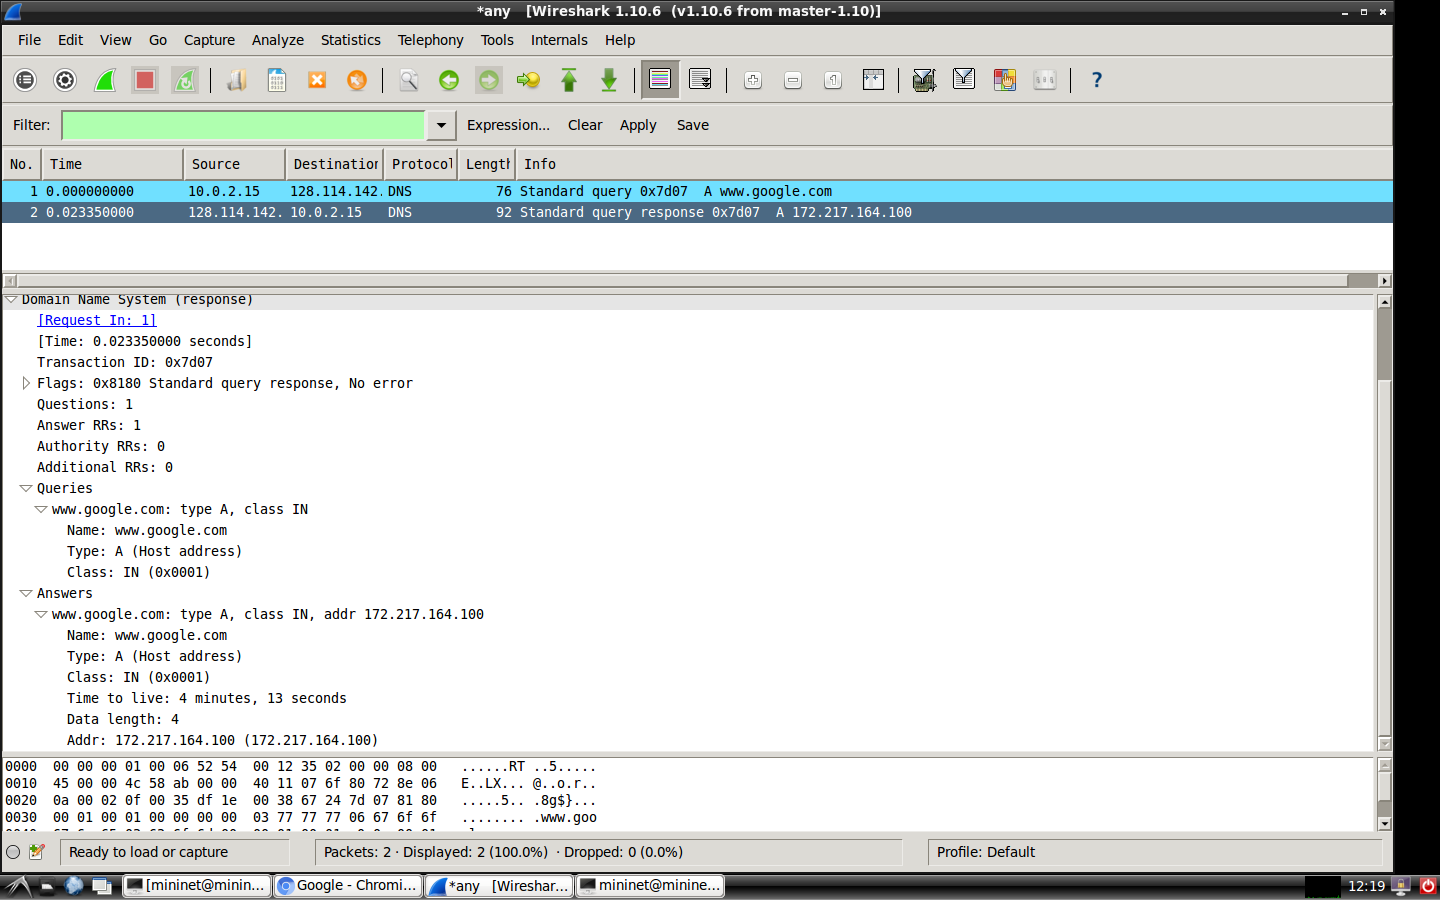 *any   [Wireshark 1.10.6  (v1.10.6 from master-1.10)]
File Edit View Go Capture Analyze Statistics Telephony Tools Internals Help
Filter: Expression... Clear Apply Save
No. Time Source Destination Protocol Length Info
1 0.000000000 10.0.2.15 128.114.142. DNS 76 Standard query 0x7d07  A www.google.com
2 0.023350000 128.114.142. 10.0.2.15 DNS 92 Standard query response 0x7d07  A 172.217.164.100
Domain Name System (response)
[Request In: 1]
[Time: 0.023350000 seconds]
Transaction ID: 0x7d07
Flags: 0x8180 Standard query response, No error
Questions: 1
Answer RRs: 1
Authority RRs: 0
Additional RRs: 0
Queries
www.google.com: type A, class IN
Name: www.google.com
Type: A (Host address)
Class: IN (0x0001)
Answers
www.google.com: type A, class IN, addr 172.217.164.100
Name: www.google.com
Type: A (Host address)
Class: IN (0x0001)
Time to live: 4 minutes, 13 seconds
Data length: 4
Addr: 172.217.164.100 (172.217.164.100)
0000  00 00 00 01 00 06 52 54  00 12 35 02 00 00 08 00   ......RT ..5.....
0010  45 00 00 4c 58 ab 00 00  40 11 07 6f 80 72 8e 06   E..LX... @..o.r..
0020  0a 00 02 0f 00 35 df 1e  00 38 67 24 7d 07 81 80   .....5.. .8g$}...
0030  00 01 00 01 00 00 00 00  03 77 77 77 06 67 6f 6f   ........ .www.goo
Ready to load or capture
Packets: 2 · Displayed: 2 (100.0%)  · Dropped: 0 (0.0%)
Profile: Default
[mininet@minin... Google - Chromi... *any   [Wireshar... mininet@minine... 12:19